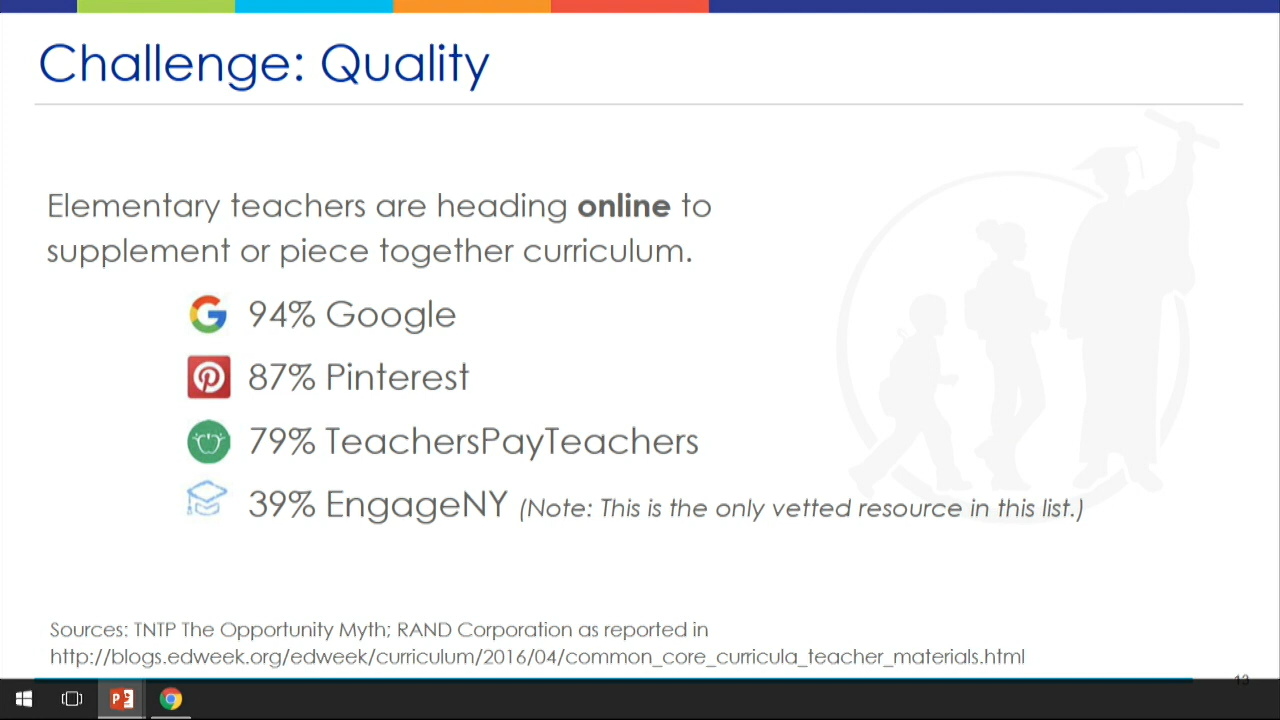 Challenge: Quality
Elementary teachers are heading online to
supplement or piece together curriculum.
94% Google
87% Pinterest
79% TeachersPayTeachers
39% EngageNY (Note: This is the only vetted resource in this list.)
Sources: TNTP The Opportunity Myth; RAND Corporation as reported in
http://blogs.edweek.org/edweek/curriculum/2016/04/common_core_curricula_teacher_materials.html
13